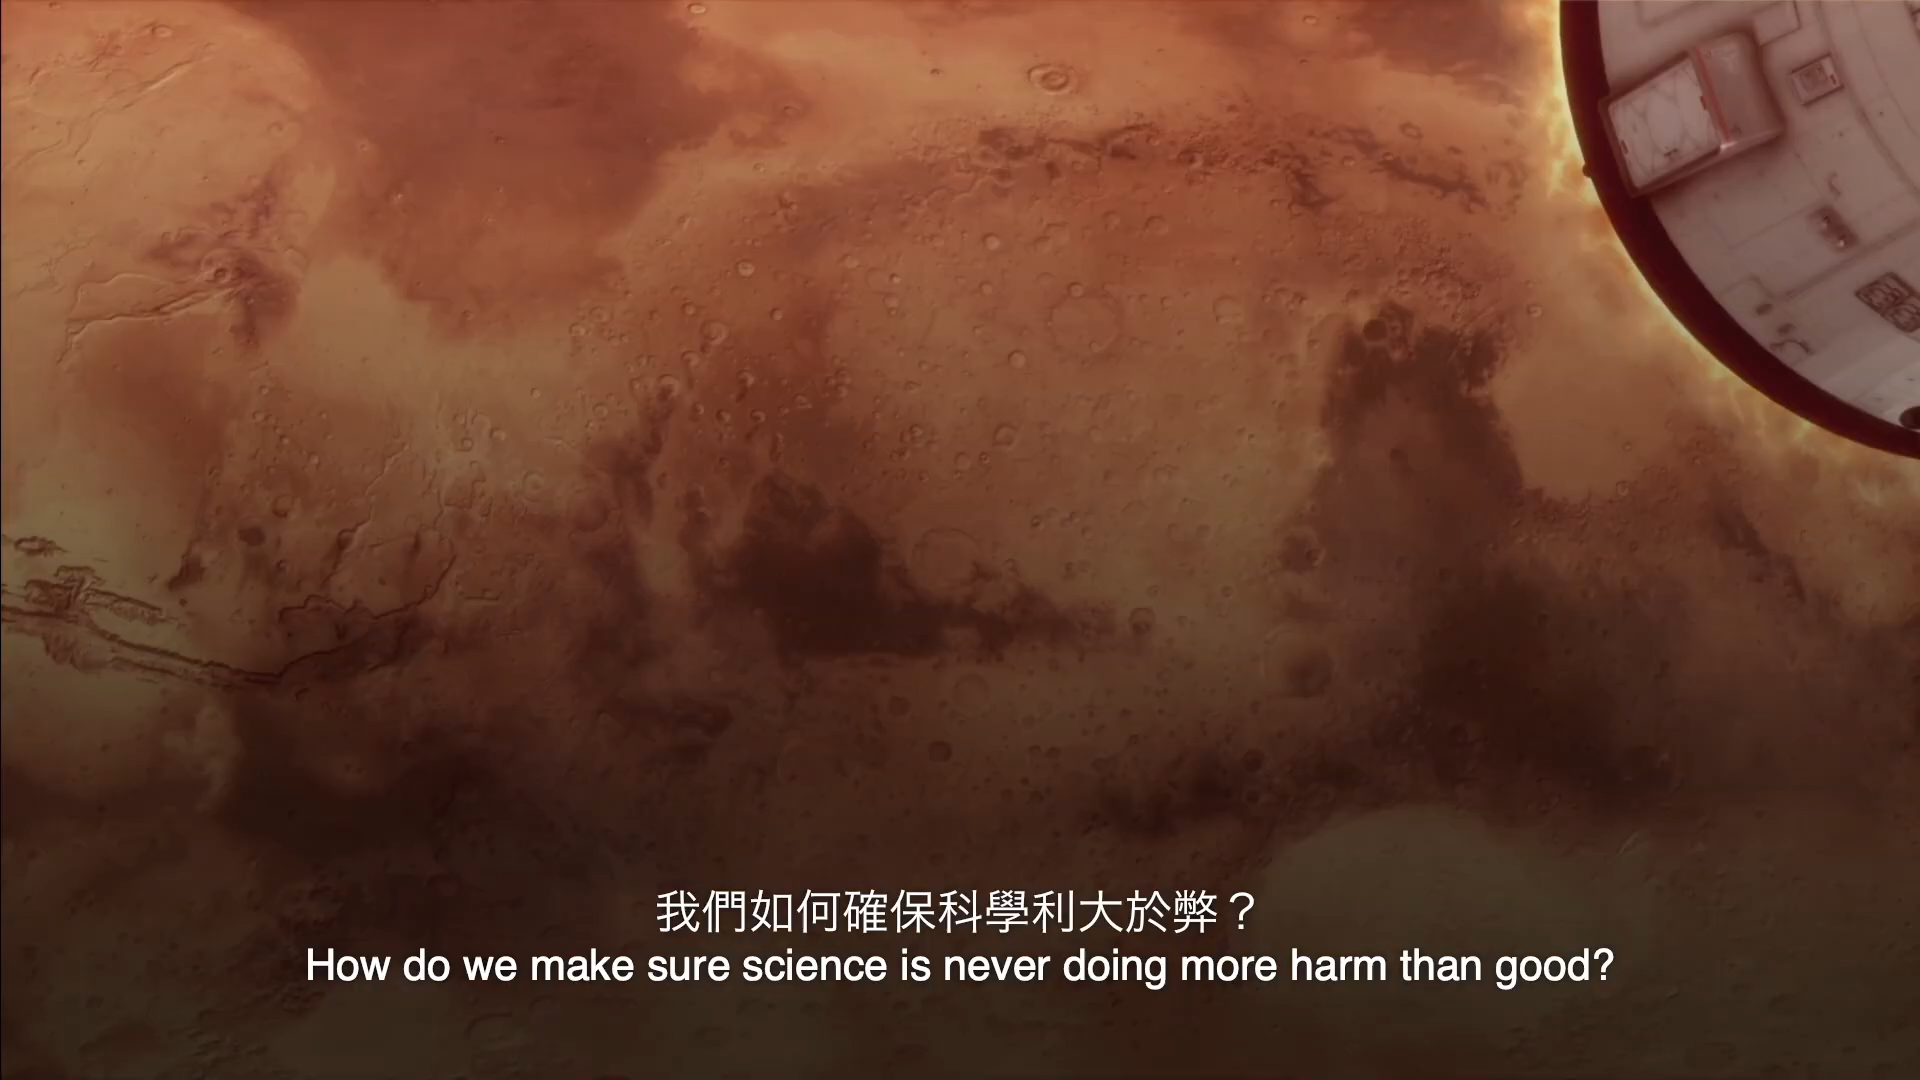 我們如何確保科學利大於弊？
How do we make sure science is never doing more harm than good?